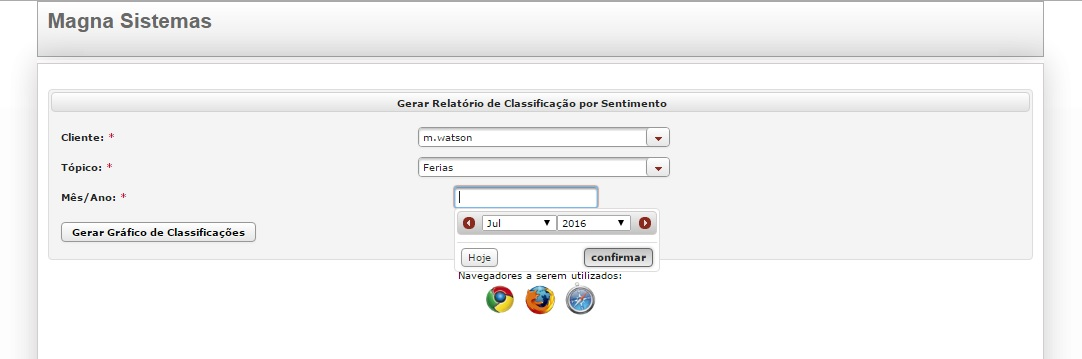 Magna Sistemas
Gerar Relatório de Classificação por Sentimento
Cliente: * m.watson
Tópico: * Ferias
Mês/Ano: *
Jul 2016
Gerar Gráfico de Classificações
Hoje confirmar
Navegadores a serem utilizados: